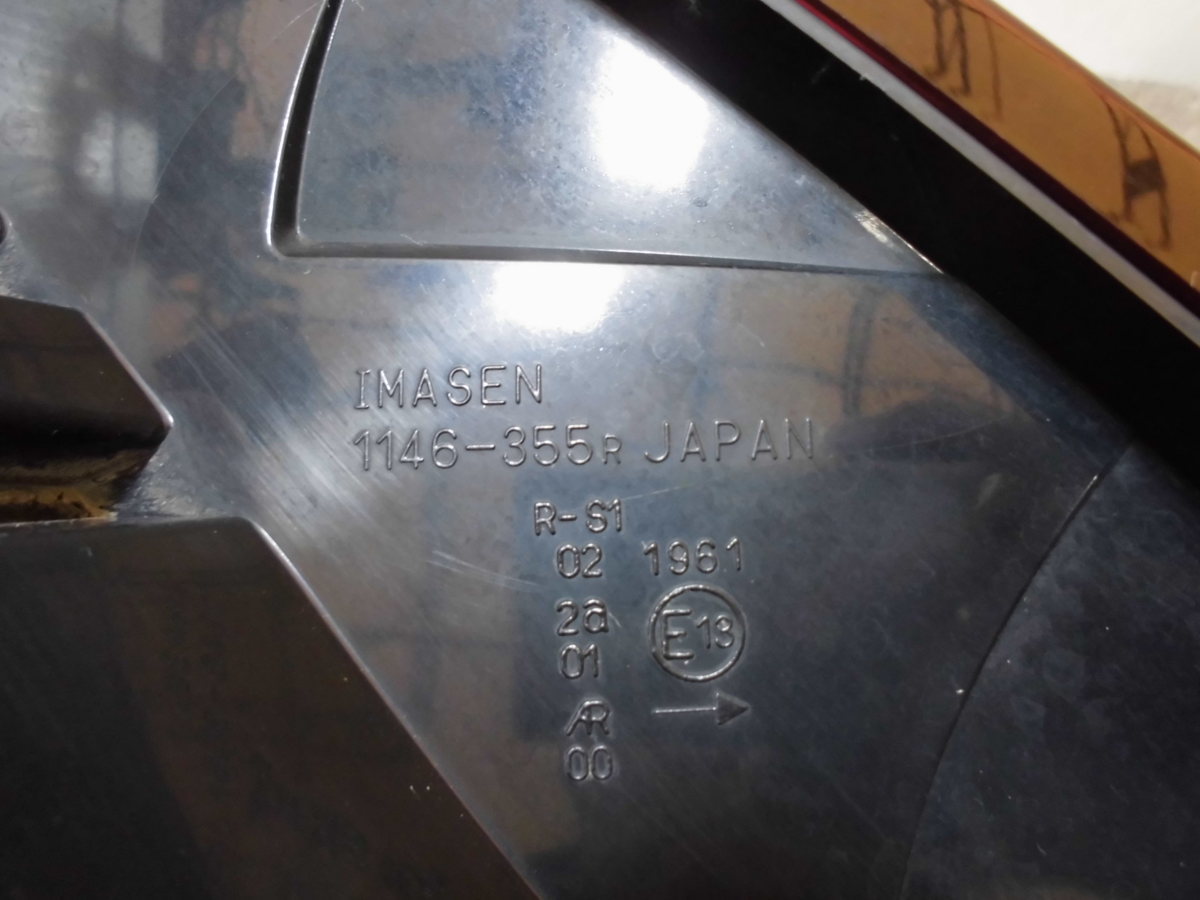 IMASEN
1146-355R JAPAN
R-S1
02 1961
2a
01
E13
AR
00